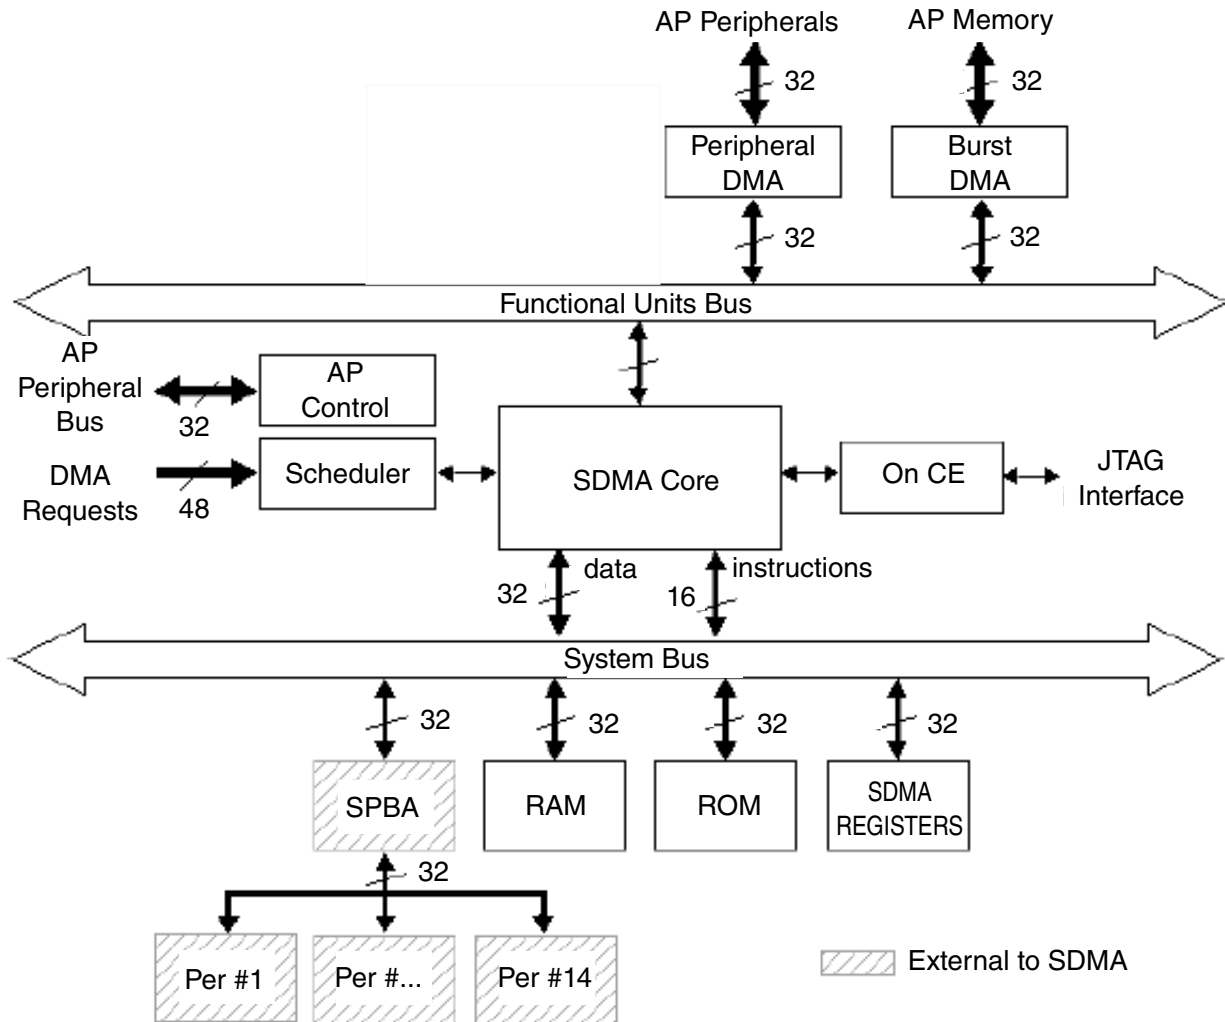 AP Peripherals
AP Memory
32
32
Peripheral
DMA
Burst
DMA
32
32
Functional Units Bus
AP
Peripheral
Bus
32
AP
Control
DMA
Requests
48
Scheduler
SDMA Core
On CE
JTAG
Interface
32
data
16
instructions
System Bus
32
32
32
32
SPBA
RAM
ROM
SDMA
REGISTERS
32
Per #1
Per #...
Per #14
External to SDMA